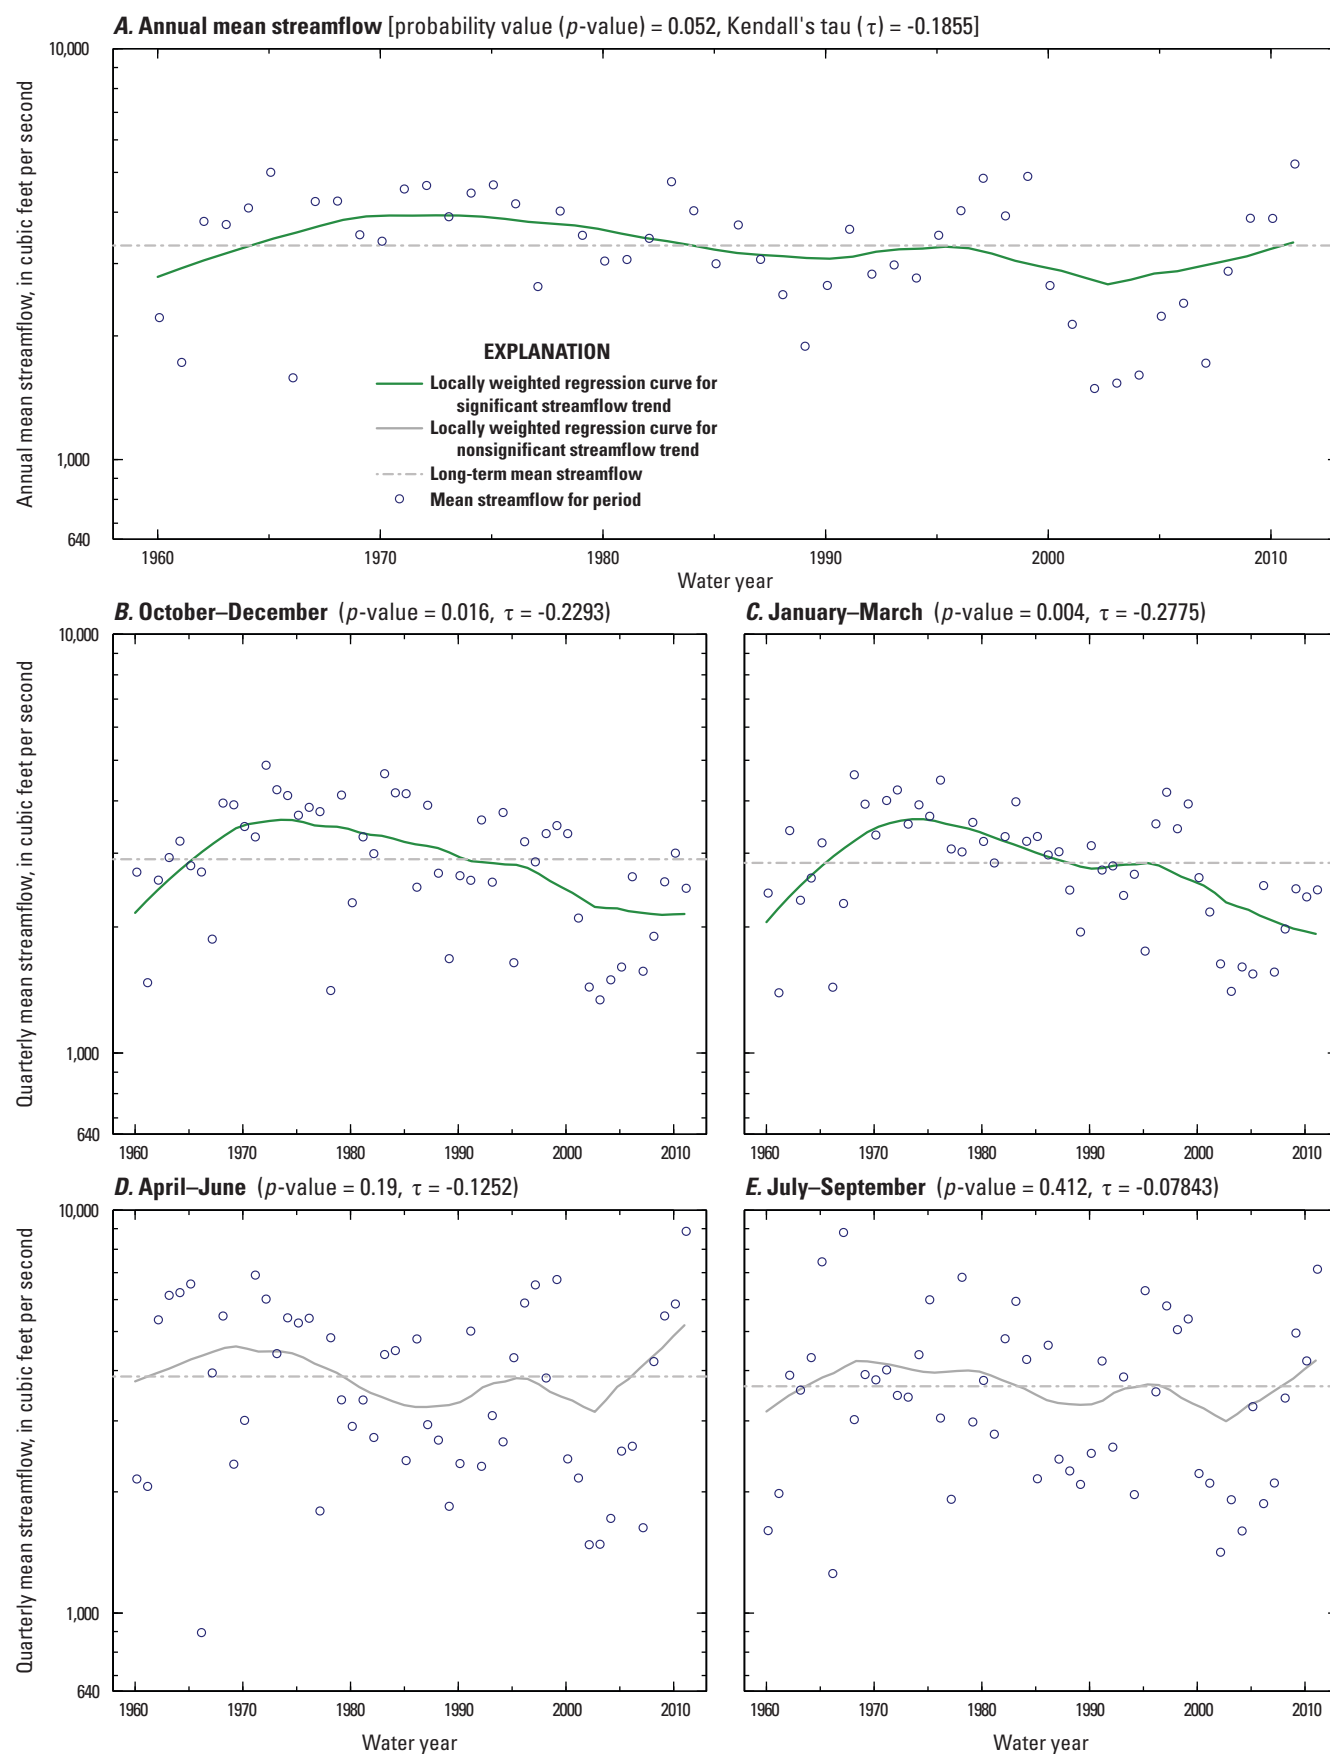 A. Annual mean streamflow [probability value (p-value) = 0.052, Kendall's tau (τ) = -0.1855]
10,000
1,000
640
Annual mean streamflow, in cubic feet per second
EXPLANATION
Locally weighted regression curve for
significant streamflow trend
Locally weighted regression curve for
nonsignificant streamflow trend
Long-term mean streamflow
Mean streamflow for period
1960 1970 1980 1990 2000 2010
Water year
B. October–December (p-value = 0.016, τ = -0.2293)
10,000
1,000
640
Quarterly mean streamflow, in cubic feet per second
1960 1970 1980 1990 2000 2010
C. January–March (p-value = 0.004, τ = -0.2775)
1960 1970 1980 1990 2000 2010
D. April–June (p-value = 0.19, τ = -0.1252)
10,000
1,000
640
Quarterly mean streamflow, in cubic feet per second
1960 1970 1980 1990 2000 2010
Water year
E. July–September (p-value = 0.412, τ = -0.07843)
1960 1970 1980 1990 2000 2010
Water year